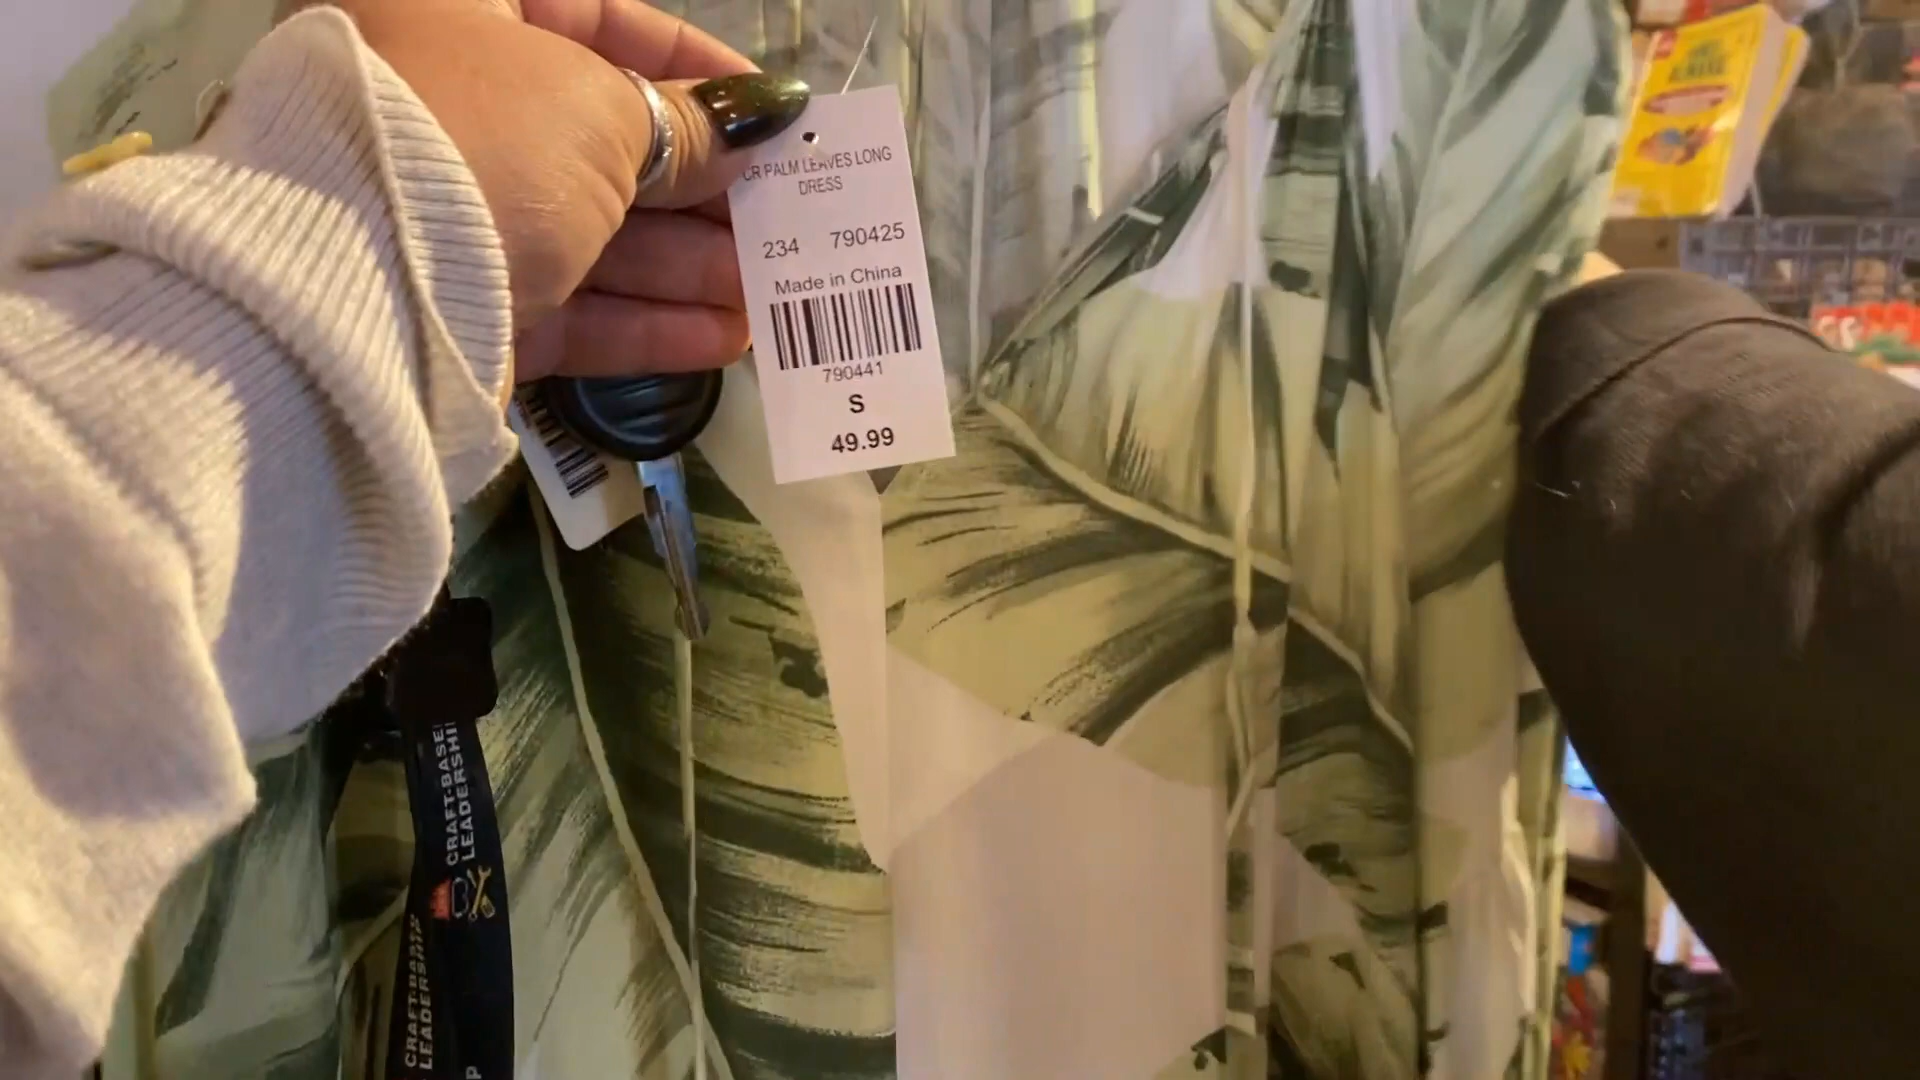 CR PALM LEAVES LONG
DRESS
234 790425
Made in China
790441
S
49.99
CRAFT-BASED
LEADERSHIP
CRAFT-BASED
LEADERSHIP